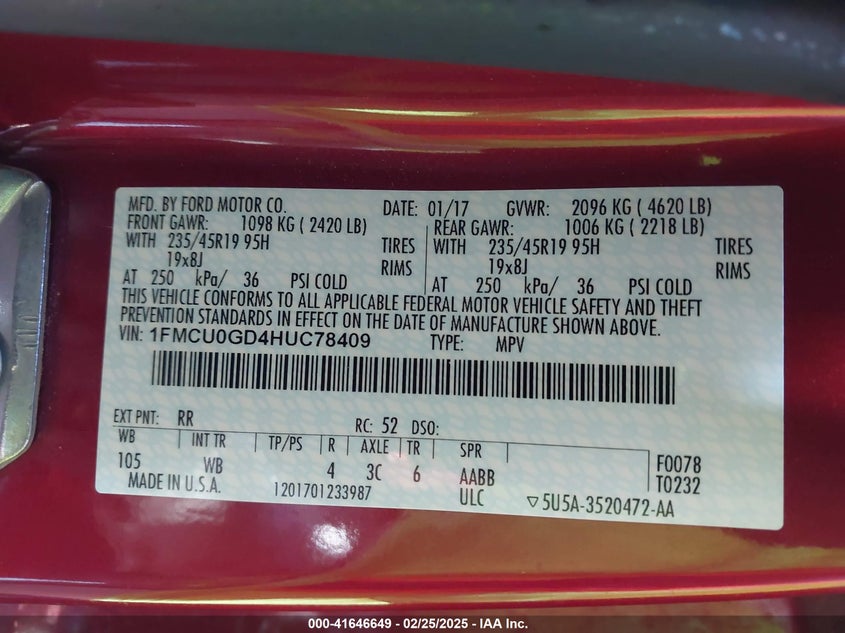 MFD. BY FORD MOTOR CO. DATE: 01/17 GVWR: 2096 KG ( 4620 LB)
FRONT GAWR: 1098 KG ( 2420 LB) REAR GAWR: 1006 KG ( 2218 LB)
WITH 235/45R19 95H TIRES WITH 235/45R19 95H TIRES
19x8J RIMS 19x8J RIMS
AT 250 kPa/ 36 PSI COLD AT 250 kPa/ 36 PSI COLD
THIS VEHICLE CONFORMS TO ALL APPLICABLE FEDERAL MOTOR VEHICLE SAFETY AND THEFT
PREVENTION STANDARDS IN EFFECT ON THE DATE OF MANUFACTURE SHOWN ABOVE.
VIN: 1FMCU0GD4HUC78409 TYPE: MPV
EXT PNT: RR RC: 52 DSO:
WB INT TR TP/PS R AXLE TR SPR
105 WB 4 3C 6 AABB F0078
MADE IN U.S.A. 1201701233987 ULC T0232
▽5U5A-3520472-AA
000-41646649 - 02/25/2025 - IAA Inc.